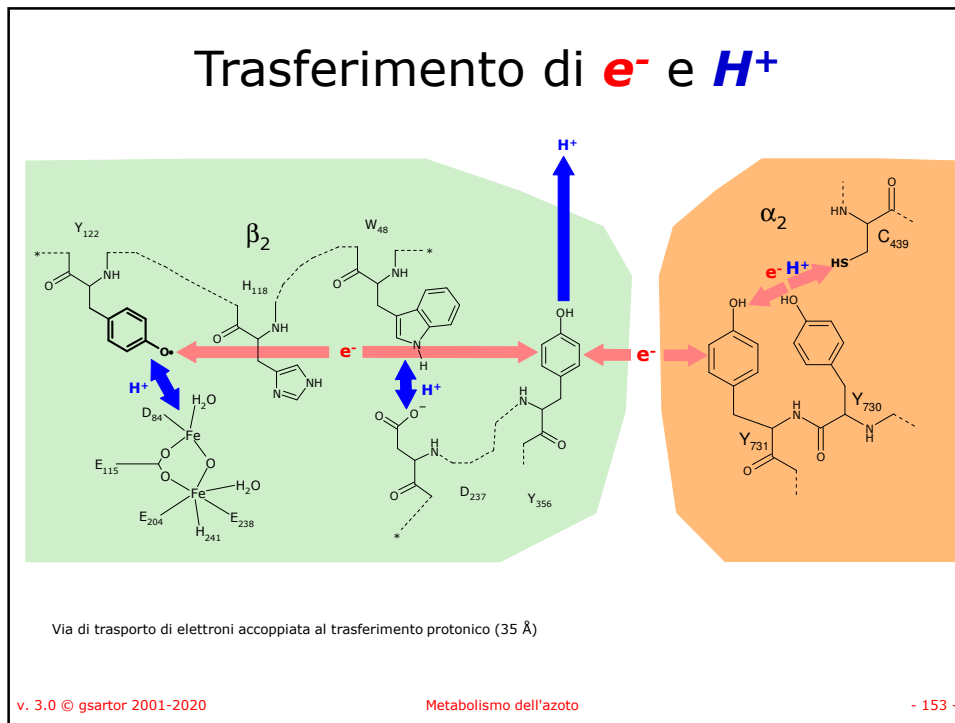 Trasferimento di e- e H+
H+
Y122
β2
W48
α2
C439
O
NH
HN
O
HS
e- H+
OH
HO
O
NH
H118
O
NH
O
NH
N
H
OH
O•
e-
e-
H+
NH
N
H+
D84
H2O
Fe
O
O
O
E115
Fe
H2O
E204
E238
H241
O
O−
H
N
O
D237
*
*
*
H
N
O
Y356
H
N
O
N
H
Y730
Y731
O
Via di trasporto di elettroni accoppiata al trasferimento protonico (35 Å)
v. 3.0 © gsartor 2001-2020
Metabolismo dell'azoto
- 153 -